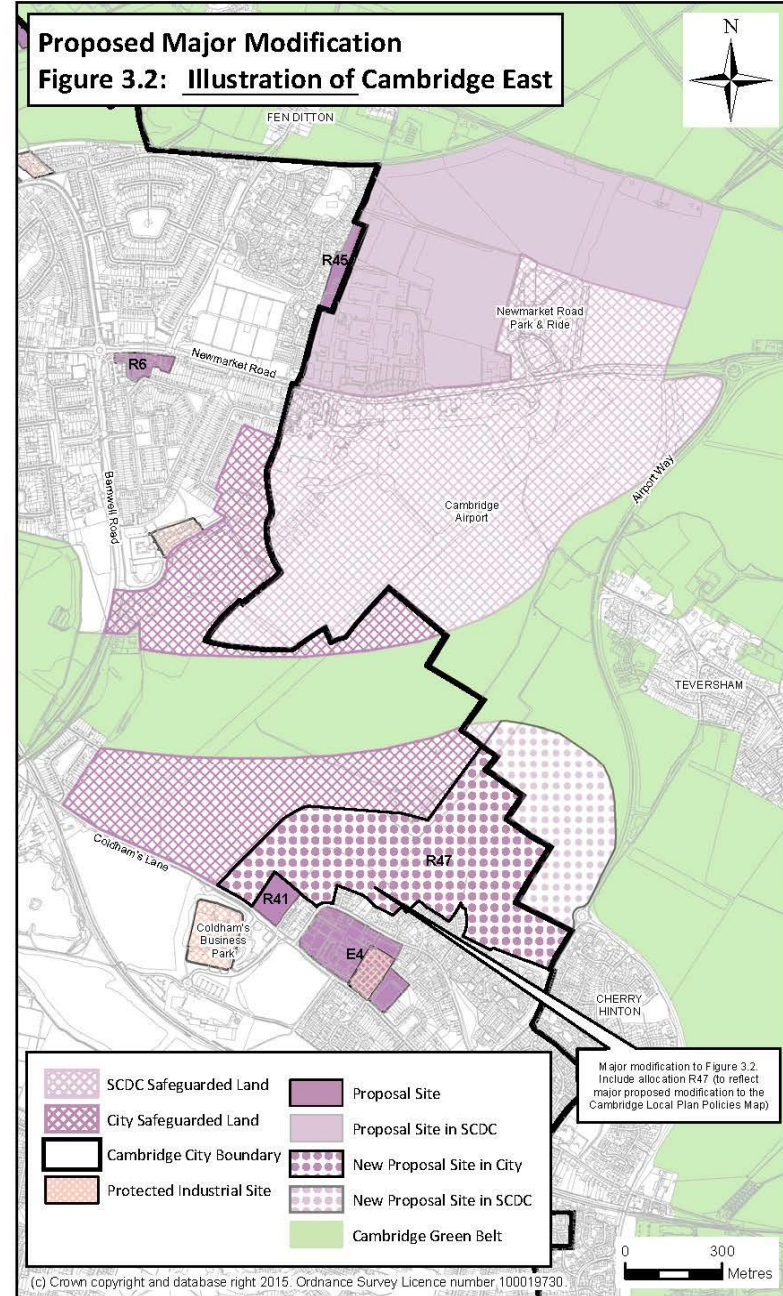 Proposed Major Modification
Figure 3.2: Illustration of Cambridge East
N
FEN DITTON
R45
Newmarket Road
Park & Ride
Newmarket Road
R6
Barnwell Road
Airport Way
Cambridge
Airport
TEVERSHAM
Coldham's Lane
R47
R41
Coldham's
Business
Park
E4
CHERRY
HINTON
Major modification to Figure 3.2.
Include allocation R47 (to reflect
major proposed modification to the
Cambridge Local Plan Policies Map)
SCDC Safeguarded Land
City Safeguarded Land
Cambridge City Boundary
Protected Industrial Site
Proposal Site
Proposal Site in SCDC
New Proposal Site in City
New Proposal Site in SCDC
Cambridge Green Belt
0 300
Metres
(c) Crown copyright and database right 2015. Ordnance Survey Licence number 100019730.